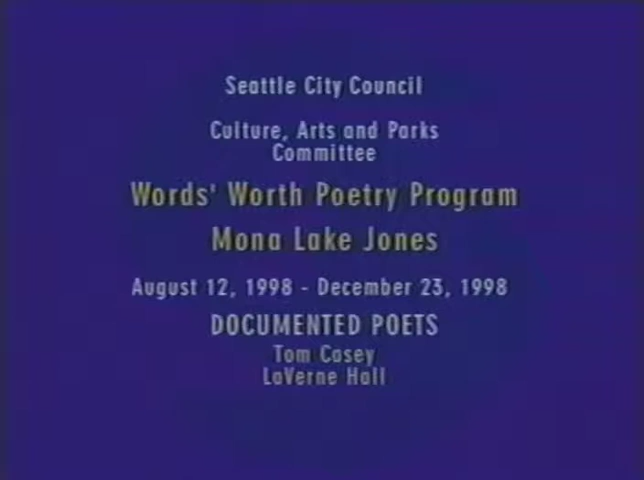 Seattle City Council
Culture, Arts and Parks
Committee
Words' Worth Poetry Program
Mona Lake Jones
August 12, 1998 - December 23, 1998
DOCUMENTED POETS
Tom Casey
LaVerne Hall